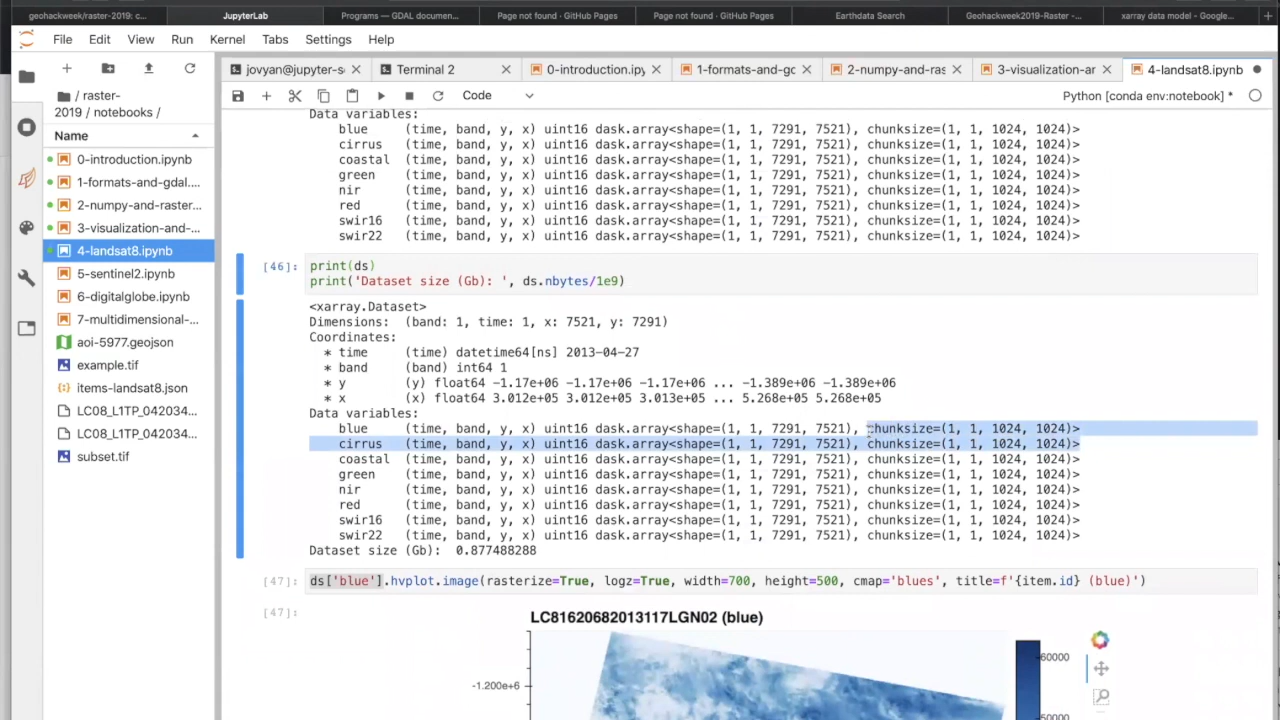 geohackweek/raster-2019: c...
JupyterLab
Programs — GDAL documen...
Page not found · GitHub Pages
Page not found · GitHub Pages
Earthdata Search
Geohackweek2019-Raster -...
xarray data model - Google...
File Edit View Run Kernel Tabs Settings Help
jovyan@jupyter-s
Terminal 2
0-introduction.ipy
1-formats-and-g
2-numpy-and-ras
3-visualization-ar
4-landsat8.ipynb
Code
Python [conda env:notebook] *
/ raster-
2019 / notebooks /
Name
0-introduction.ipynb
1-formats-and-gdal....
2-numpy-and-raster...
3-visualization-and-...
4-landsat8.ipynb
5-sentinel2.ipynb
6-digitalglobe.ipynb
7-multidimensional-...
aoi-5977.geojson
example.tif
items-landsat8.json
LC08_L1TP_042034...
LC08_L1TP_042034...
subset.tif
Data variables:
blue (time, band, y, x) uint16 dask.array<shape=(1, 1, 7291, 7521), chunksize=(1, 1, 1024, 1024)>
cirrus (time, band, y, x) uint16 dask.array<shape=(1, 1, 7291, 7521), chunksize=(1, 1, 1024, 1024)>
coastal (time, band, y, x) uint16 dask.array<shape=(1, 1, 7291, 7521), chunksize=(1, 1, 1024, 1024)>
green (time, band, y, x) uint16 dask.array<shape=(1, 1, 7291, 7521), chunksize=(1, 1, 1024, 1024)>
nir (time, band, y, x) uint16 dask.array<shape=(1, 1, 7291, 7521), chunksize=(1, 1, 1024, 1024)>
red (time, band, y, x) uint16 dask.array<shape=(1, 1, 7291, 7521), chunksize=(1, 1, 1024, 1024)>
swir16 (time, band, y, x) uint16 dask.array<shape=(1, 1, 7291, 7521), chunksize=(1, 1, 1024, 1024)>
swir22 (time, band, y, x) uint16 dask.array<shape=(1, 1, 7291, 7521), chunksize=(1, 1, 1024, 1024)>
[46]: print(ds)
print('Dataset size (Gb): ', ds.nbytes/1e9)
<xarray.Dataset>
Dimensions: (band: 1, time: 1, x: 7521, y: 7291)
Coordinates:
* time (time) datetime64[ns] 2013-04-27
* band (band) int64 1
* y (y) float64 -1.17e+06 -1.17e+06 -1.17e+06 ... -1.389e+06 -1.389e+06
* x (x) float64 3.012e+05 3.012e+05 3.013e+05 ... 5.268e+05 5.268e+05
Data variables:
blue (time, band, y, x) uint16 dask.array<shape=(1, 1, 7291, 7521), chunksize=(1, 1, 1024, 1024)>
cirrus (time, band, y, x) uint16 dask.array<shape=(1, 1, 7291, 7521), chunksize=(1, 1, 1024, 1024)>
coastal (time, band, y, x) uint16 dask.array<shape=(1, 1, 7291, 7521), chunksize=(1, 1, 1024, 1024)>
green (time, band, y, x) uint16 dask.array<shape=(1, 1, 7291, 7521), chunksize=(1, 1, 1024, 1024)>
nir (time, band, y, x) uint16 dask.array<shape=(1, 1, 7291, 7521), chunksize=(1, 1, 1024, 1024)>
red (time, band, y, x) uint16 dask.array<shape=(1, 1, 7291, 7521), chunksize=(1, 1, 1024, 1024)>
swir16 (time, band, y, x) uint16 dask.array<shape=(1, 1, 7291, 7521), chunksize=(1, 1, 1024, 1024)>
swir22 (time, band, y, x) uint16 dask.array<shape=(1, 1, 7291, 7521), chunksize=(1, 1, 1024, 1024)>
Dataset size (Gb): 0.877488288
[47]: ds['blue'].hvplot.image(rasterize=True, logz=True, width=700, height=500, cmap='blues', title=f'{item.id} (blue)')
[47]:
LC81620682013117LGN02 (blue)
60000
-1.200e+6
50000